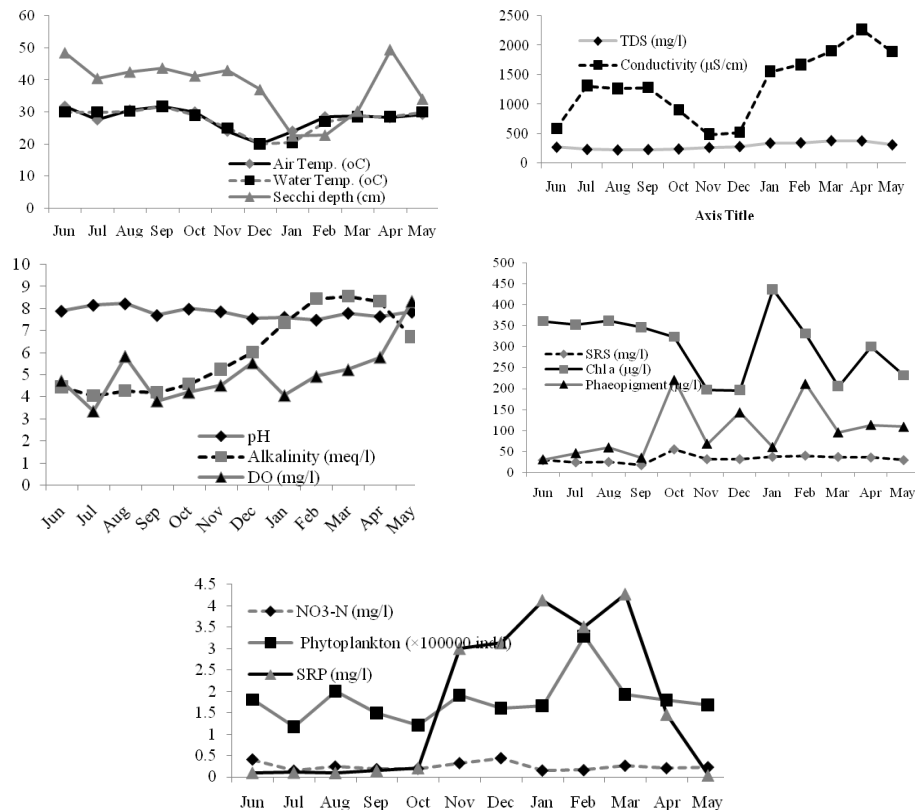 60
50
40
30
20
10
0
Air Temp. (oC)
Water Temp. (oC)
Secchi depth (cm)
Jun Jul Aug Sep Oct Nov Dec Jan Feb Mar Apr May
2500
2000
1500
1000
500
0
TDS (mg/l)
Conductivity (µS/cm)
Jun Jul Aug Sep Oct Nov Dec Jan Feb Mar Apr May
Axis Title
10
9
8
7
6
5
4
3
2
1
0
pH
Alkalinity (meq/l)
DO (mg/l)
Jun Jul Aug Sep Oct Nov Dec Jan Feb Mar Apr May
500
450
400
350
300
250
200
150
100
50
0
SRS (mg/l)
Chl a (µg/l)
Phaeopigment (µg/l)
Jun Jul Aug Sep Oct Nov Dec Jan Feb Mar Apr May
4.5
4
3.5
3
2.5
2
1.5
1
0.5
0
NO3-N (mg/l)
Phytoplankton (×100000 ind/l)
SRP (mg/l)
Jun Jul Aug Sep Oct Nov Dec Jan Feb Mar Apr May